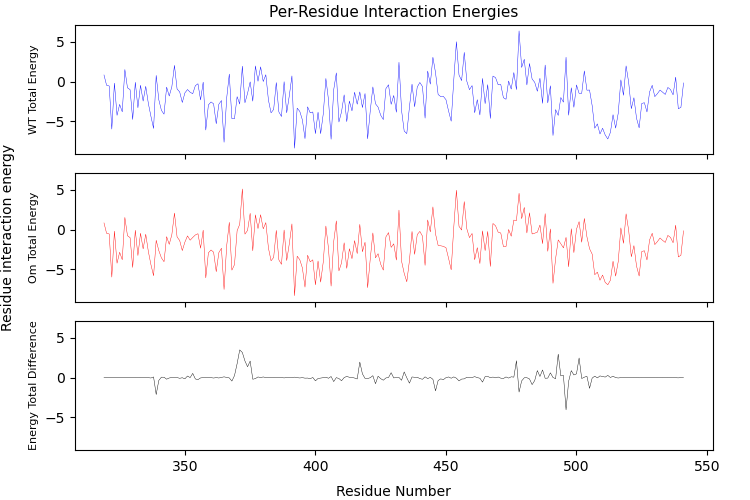 Per-Residue Interaction Energies
Residue interaction energy
WT Total Energy
5
0
−5
Om Total Energy
5
0
−5
Energy Total Difference
5
0
−5
350 400 450 500 550
Residue Number